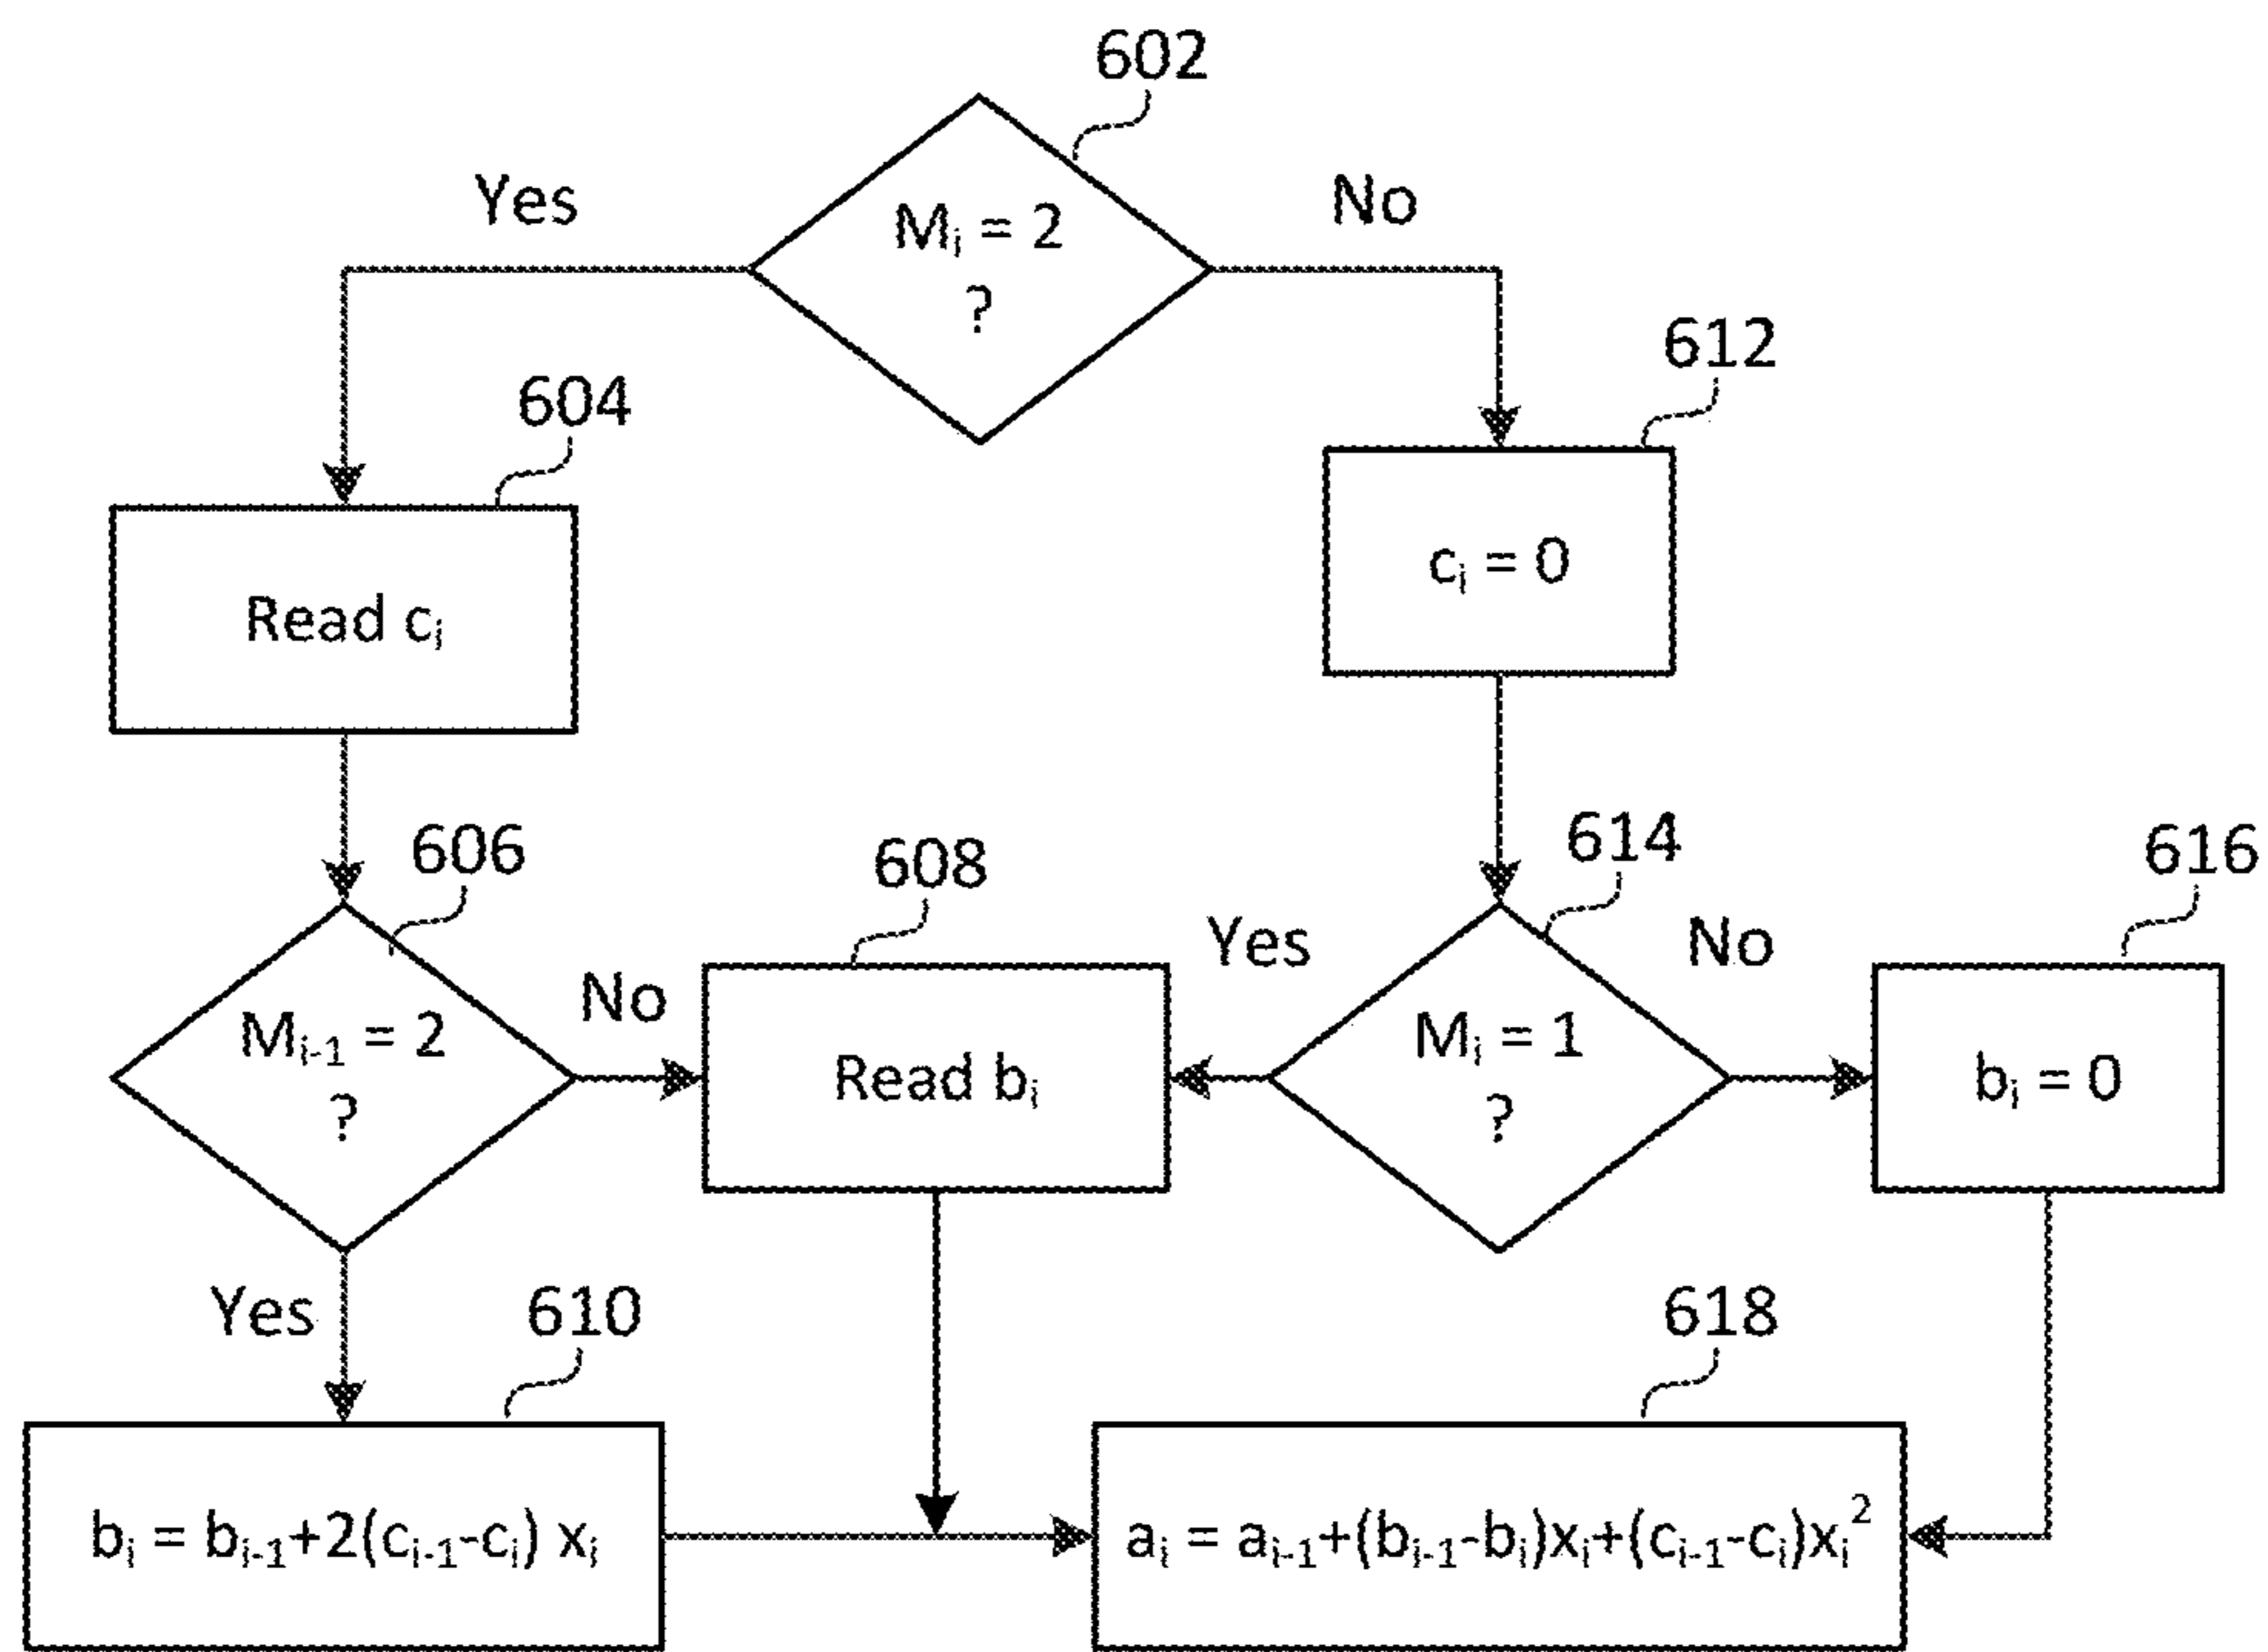 602
Yes
No
Mᵢ = 2
?
612
604
cᵢ = 0
Read cᵢ
606
608
614
616
Yes
No
No
Mᵢ₋₁ = 2
?
Read bᵢ
Mᵢ = 1
?
bᵢ = 0
Yes
610
618
bᵢ = bᵢ₋₁+2(cᵢ₋₁-cᵢ) xᵢ
aᵢ = aᵢ₋₁+(bᵢ₋₁-bᵢ)xᵢ+(cᵢ₋₁-cᵢ)xᵢ²